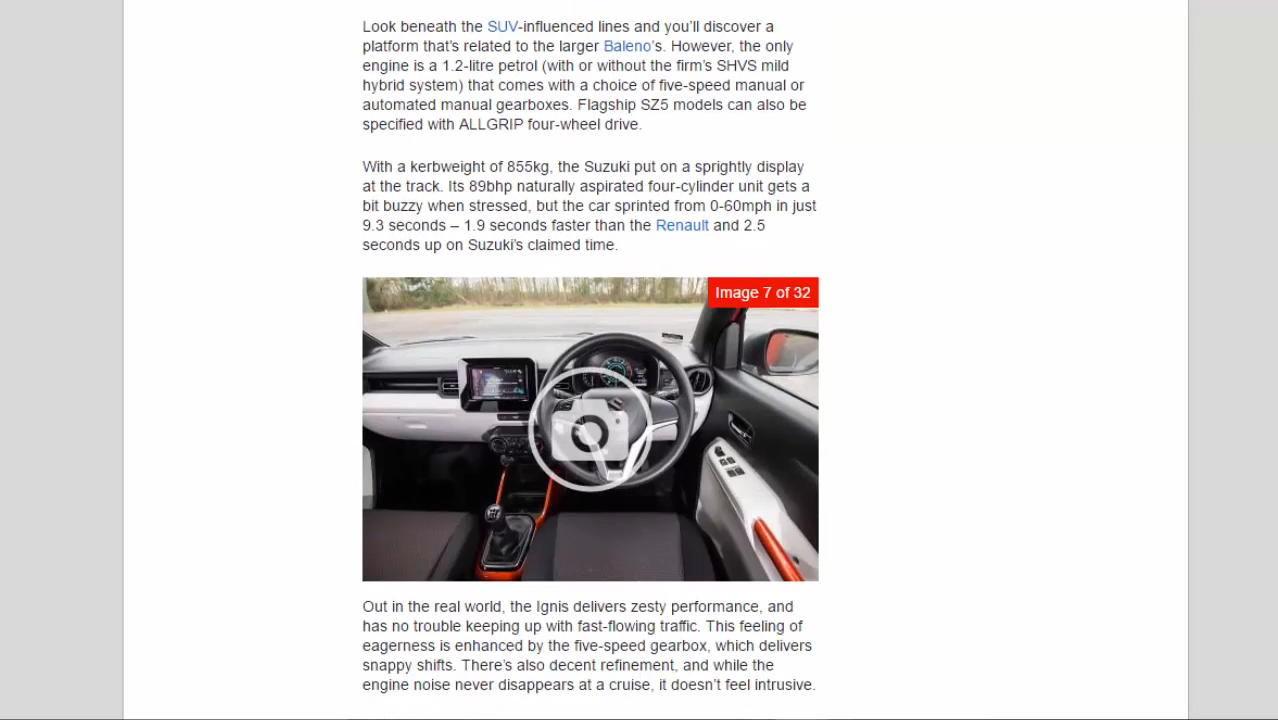 Look beneath the SUV-influenced lines and you’ll discover a
platform that’s related to the larger Baleno’s. However, the only
engine is a 1.2-litre petrol (with or without the firm’s SHVS mild
hybrid system) that comes with a choice of five-speed manual or
automated manual gearboxes. Flagship SZ5 models can also be
specified with ALLGRIP four-wheel drive.
With a kerbweight of 855kg, the Suzuki put on a sprightly display
at the track. Its 89bhp naturally aspirated four-cylinder unit gets a
bit buzzy when stressed, but the car sprinted from 0-60mph in just
9.3 seconds – 1.9 seconds faster than the Renault and 2.5
seconds up on Suzuki’s claimed time.
Image 7 of 32
Out in the real world, the Ignis delivers zesty performance, and
has no trouble keeping up with fast-flowing traffic. This feeling of
eagerness is enhanced by the five-speed gearbox, which delivers
snappy shifts. There’s also decent refinement, and while the
engine noise never disappears at a cruise, it doesn’t feel intrusive.